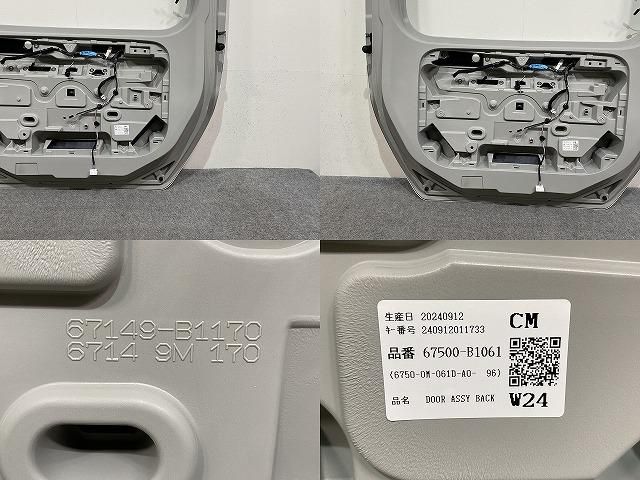 67149-B1170
6714 9M 170
生産日 20240912
ｷｰ番号 240912011733
CM
品番 67500-B1061
(6750-0M-061D-A0- 96)
品名 DOOR ASSY BACK
W24